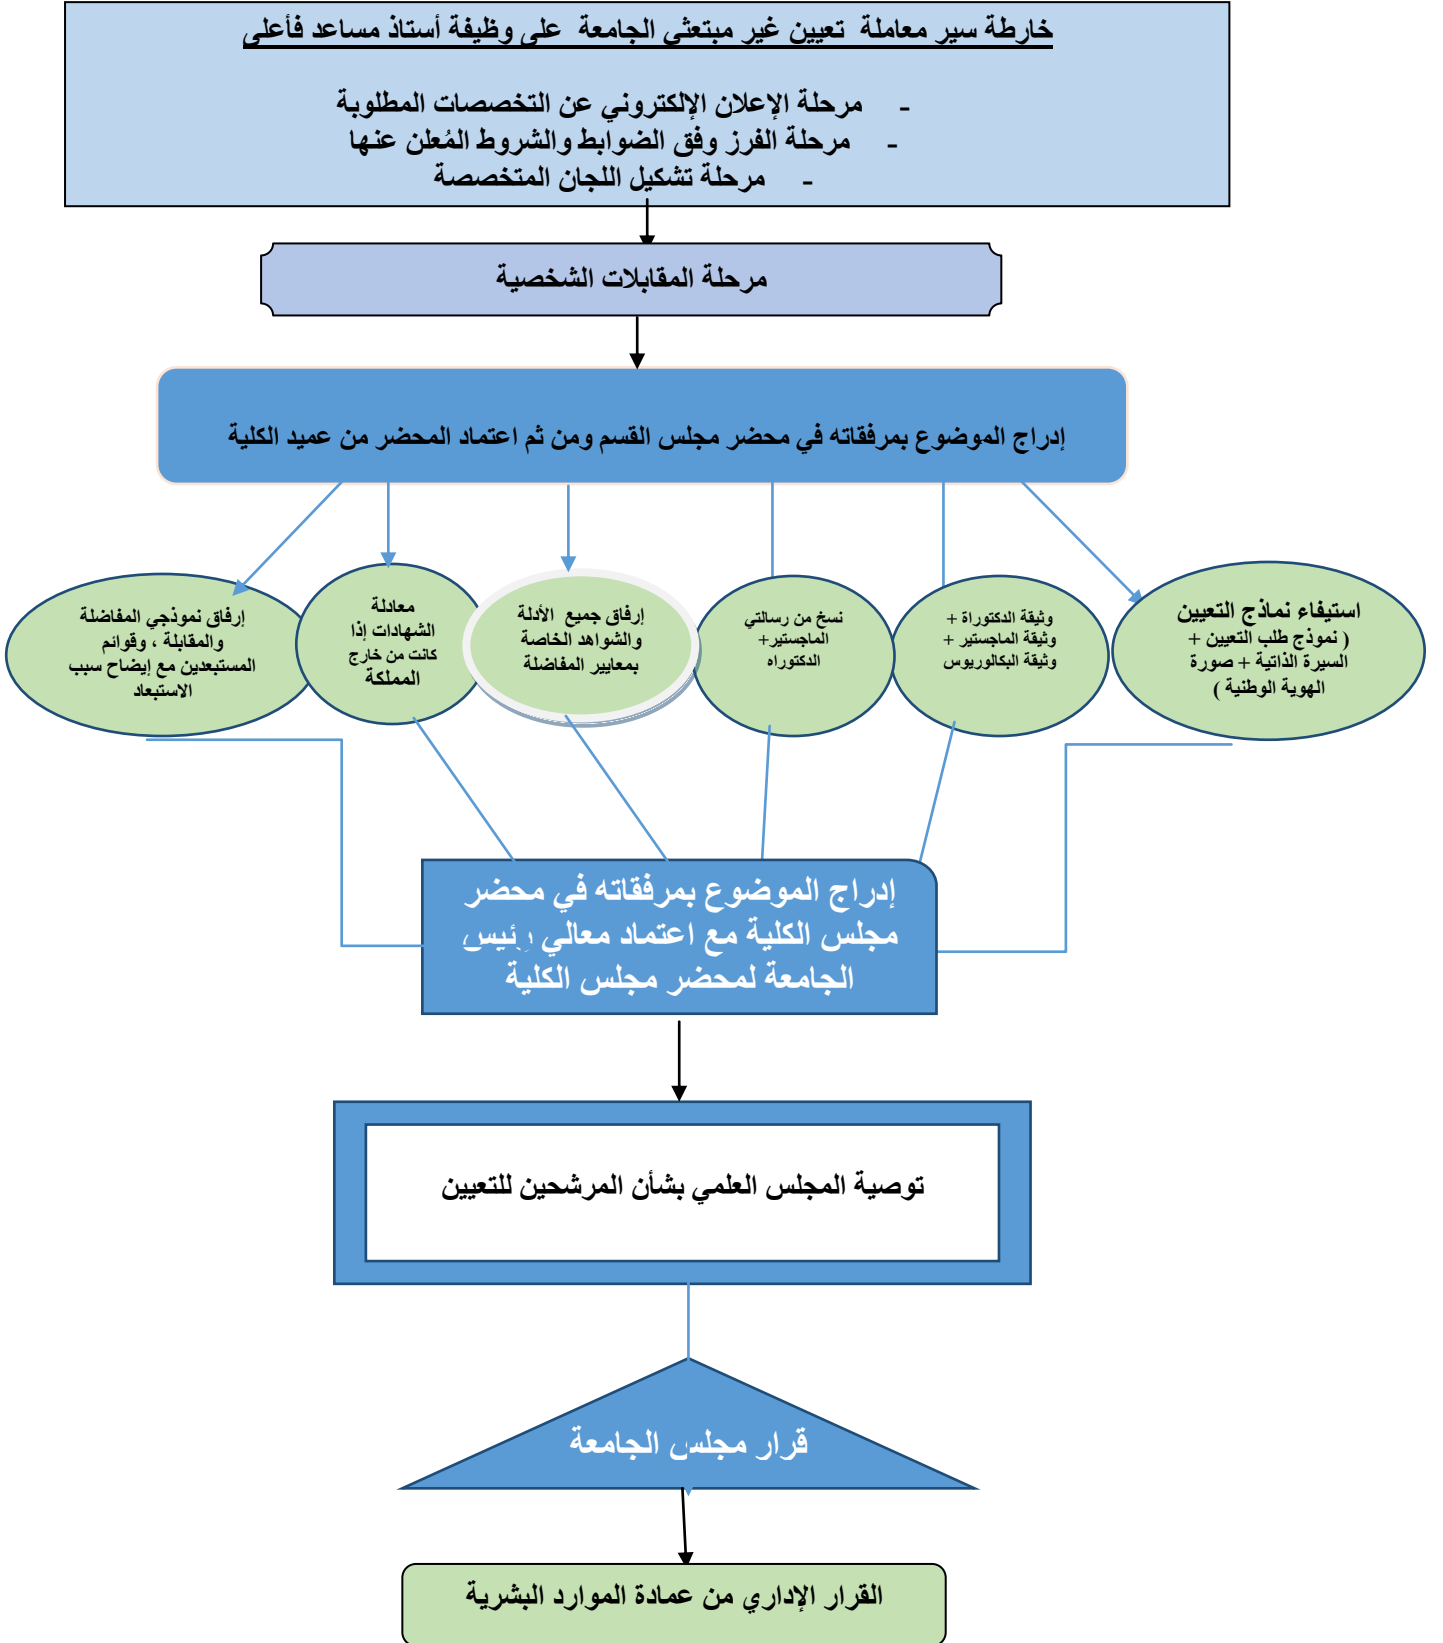 خارطة سير معاملة تعيين غير مبتعثي الجامعة على وظيفة أستاذ مساعد فأعلى
- مرحلة الإعلان الإلكتروني عن التخصصات المطلوبة
- مرحلة الفرز وفق الضوابط والشروط المُعلن عنها
- مرحلة تشكيل اللجان المتخصصة
مرحلة المقابلات الشخصية
إدراج الموضوع بمرفقاته في محضر مجلس القسم ومن ثم اعتماد المحضر من عميد الكلية
استيفاء نماذج التعيين
( نموذج طلب التعيين +
السيرة الذاتية + صورة
الهوية الوطنية )
وثيقة الدكتوراة +
وثيقة الماجستير +
وثيقة البكالوريوس
نسخ من رسالتي
الماجستير+
الدكتوراه
إرفاق جميع الأدلة
والشواهد الخاصة
بمعايير المفاضلة
معادلة
الشهادات إذا
كانت من خارج
المملكة
إرفاق نموذجي المفاضلة
والمقابلة ، وقوائم
المستبعدين مع إيضاح سبب
الاستبعاد
إدراج الموضوع بمرفقاته في محضر
مجلس الكلية مع اعتماد معالي رئيس
الجامعة لمحضر مجلس الكلية
توصية المجلس العلمي بشأن المرشحين للتعيين
قرار مجلس الجامعة
القرار الإداري من عمادة الموارد البشرية